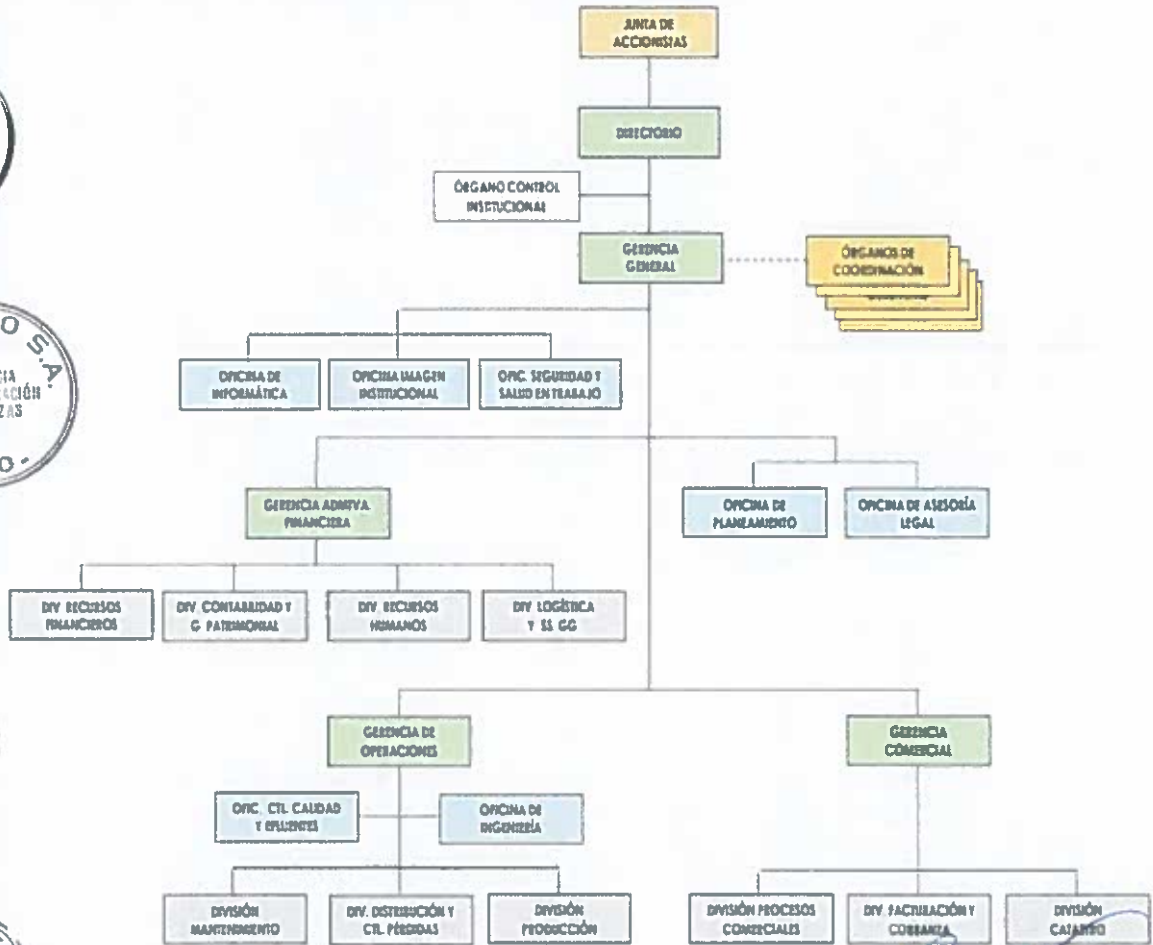 JUNTA DE
ACCIONISTAS
DIRECTORIO
ÓRGANO CONTROL
INSTITUCIONAL
GERENCIA
GENERAL
ÓRGANOS DE
COORDINACIÓN
OFICINA DE
INFORMÁTICA
OFICINA IMAGEN
INSTITUCIONAL
OFIC. SEGURIDAD Y
SALUD EN TRABAJO
O S.A.
GERENCIA ADMTVA.
FINANCIERA
OFICINA DE
PLANEAMIENTO
OFICINA DE ASESORÍA
LEGAL
DIV RECURSOS
FINANCIEROS
DIV. CONTABILIDAD Y
G PATRIMONIAL
DIV. RECURSOS
HUMANOS
DIV LOGÍSTICA
Y SS GG
GERENCIA DE
OPERACIONES
GERENCIA
COMERCIAL
OFIC. CTL CALIDAD
Y EFLUENTES
OFICINA DE
INGENIERÍA
DIVISIÓN
MANTENIMIENTO
DIV. DISTRIBUCIÓN Y
CTL PÉRDIDAS
DIVISIÓN
PRODUCCIÓN
DIVISIÓN PROCESOS
COMERCIALES
DIV. FACTURACIÓN Y
COBRANZA
DIVISIÓN
CATASTRO